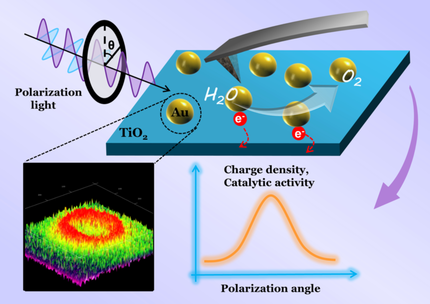 θ
Polarization
light
H₂O
O₂
Au
e⁻
e⁻
TiO₂
Charge density,
Catalytic activity
Polarization angle